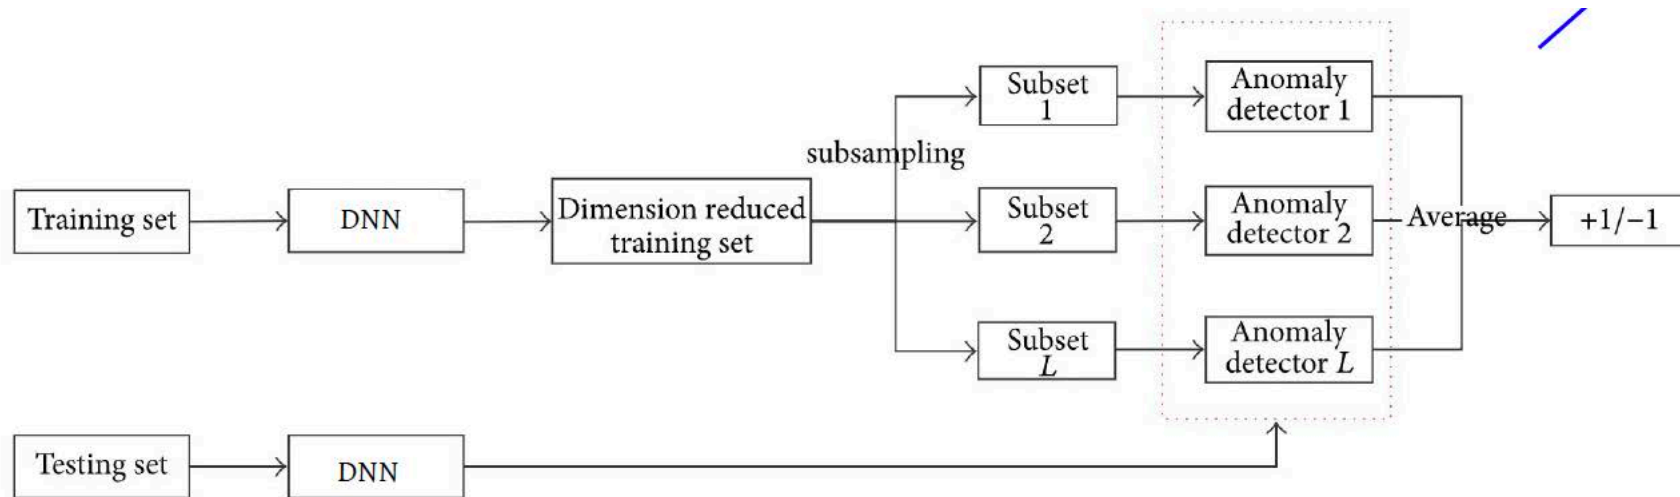 Training set
DNN
Dimension reduced
training set
subsampling
Subset
1
Anomaly
detector 1
Subset
2
Anomaly
detector 2
Subset
L
Anomaly
detector L
Average
+1/−1
Testing set
DNN